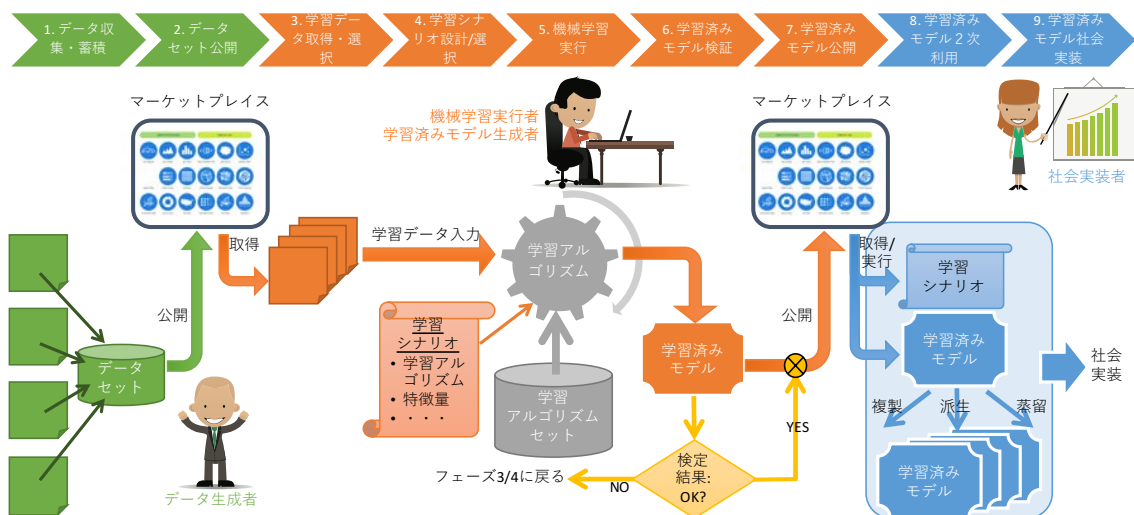 1. データ収
集・蓄積
2. データ
セット公開
3. 学習デー
タ取得・選
択
4. 学習シナ
リオ設計/選
択
5. 機械学習
実行
6. 学習済み
モデル検証
7. 学習済み
モデル公開
8. 学習済み
モデル２次
利用
9. 学習済み
モデル社会
実装
マーケットプレイス
機械学習実行者
学習済みモデル生成者
マーケットプレイス
社会実装者
取得
学習データ入力
学習アル
ゴリズム
取得/
実行
学習
シナリオ
公開
学習
シナリオ
• 学習アル
ゴリズム
• 特徴量
• ・・・・
公開
学習済み
モデル
学習済み
モデル
データ
セット
学習
アルゴリズム
セット
社会
実装
複製
派生
蒸留
YES
検定
結果:
OK?
NO
フェーズ3/4に戻る
学習済み
モデル
データ生成者